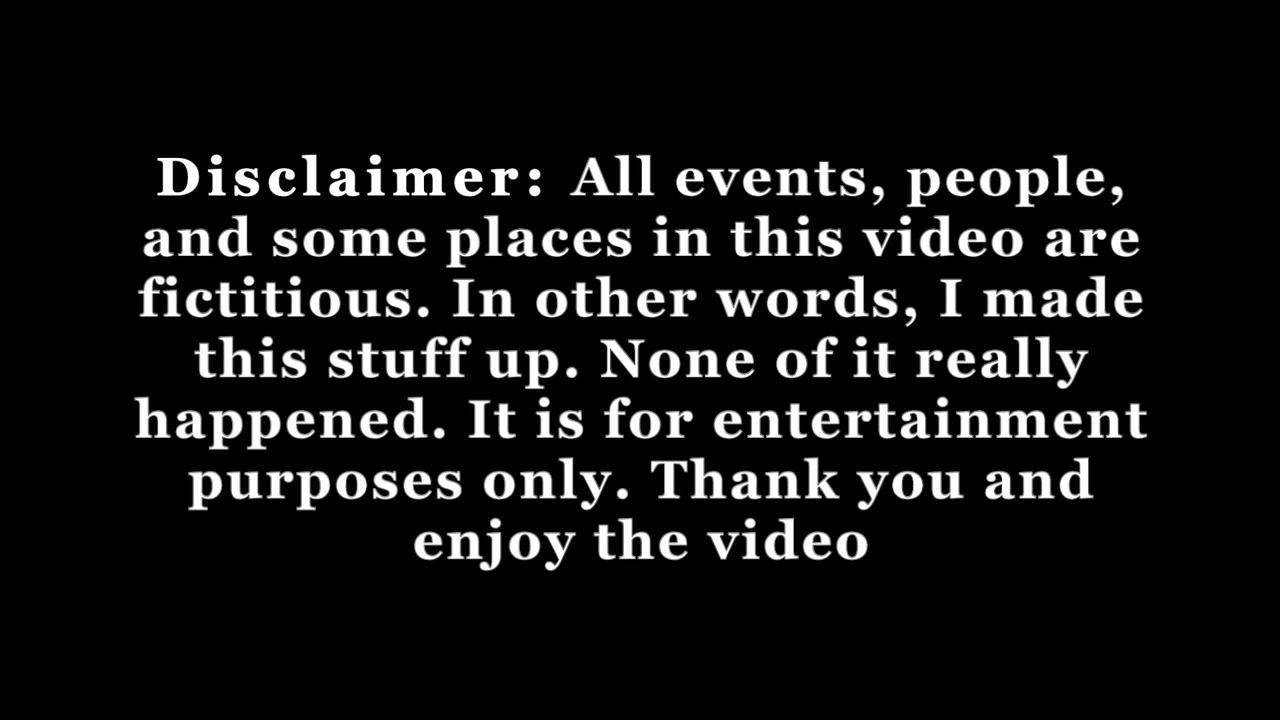 Disclaimer: All events, people,
and some places in this video are
fictitious. In other words, I made
this stuff up. None of it really
happened. It is for entertainment
purposes only. Thank you and
enjoy the video